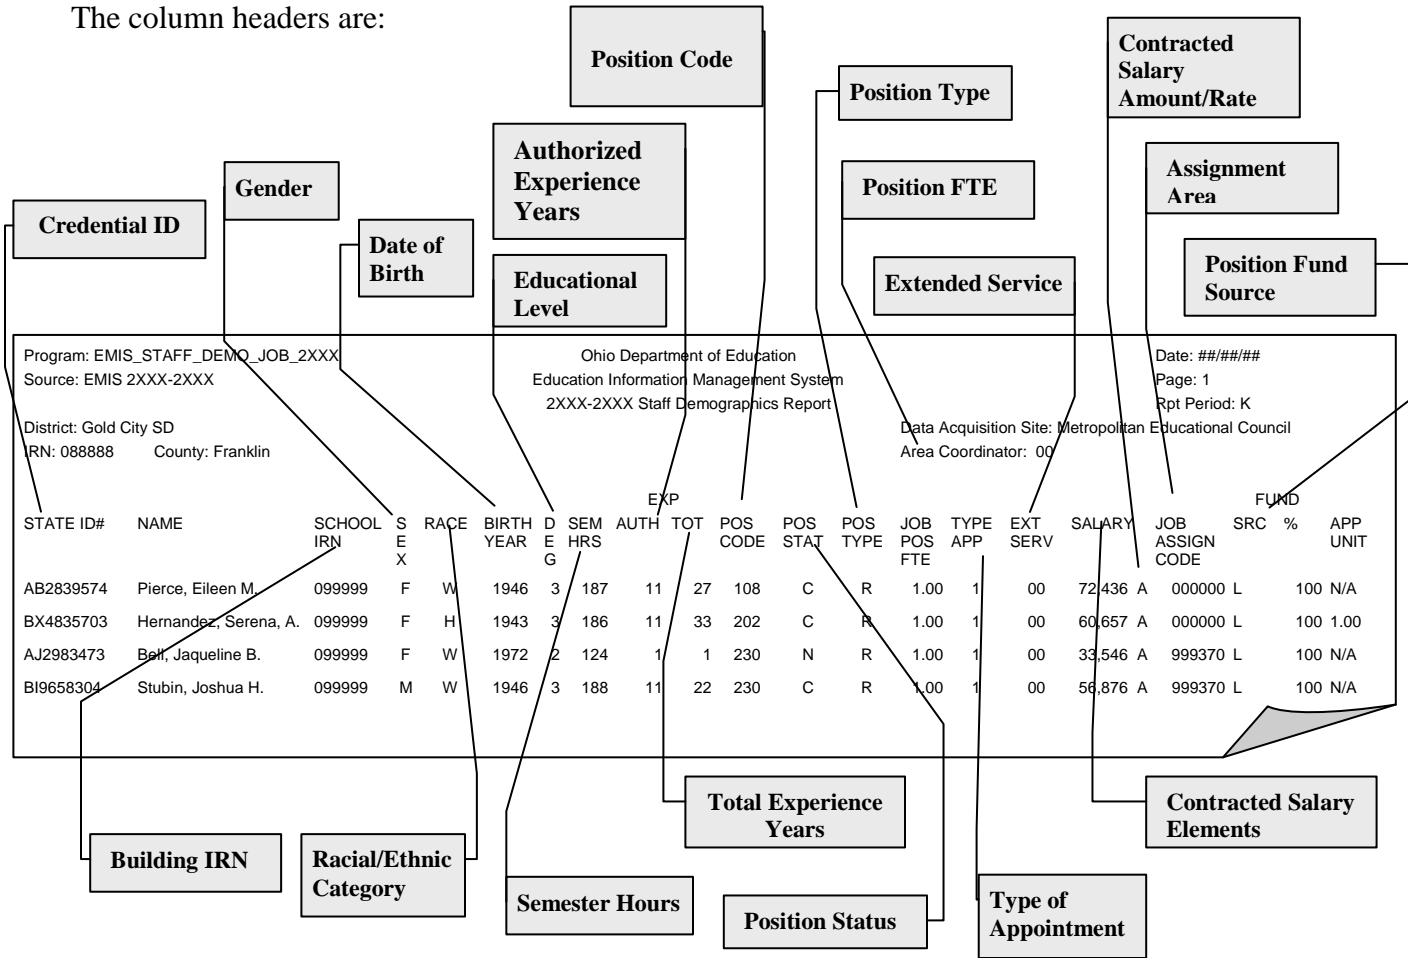 The column headers are:
Position Code
Contracted
Salary
Amount/Rate
Position Type
Authorized
Experience
Years
Assignment
Area
Gender
Position FTE
Credential ID
Date of
Birth
Educational
Level
Extended Service
Position Fund
Source
Program: EMIS_STAFF_DEMO_JOB_2XXX Ohio Department of Education Date: ##/##/##
Source: EMIS 2XXX-2XXX Education Information Management System Page: 1
2XXX-2XXX Staff Demographics Report Rpt Period: K
District: Gold City SD Data Acquisition Site: Metropolitan Educational Council
IRN: 088888 County: Franklin Area Coordinator: 00
EXP FUND
STATE ID# NAME SCHOOL S RACE BIRTH D SEM AUTH TOT POS POS POS JOB TYPE EXT SALARY JOB SRC % APP
IRN E YEAR E HRS CODE STAT TYPE POS APP SERV ASSIGN UNIT
X G FTE CODE
AB2839574 Pierce, Eileen M. 099999 F W 1946 3 187 11 27 108 C R 1.00 1 00 72,436 A 000000 L 100 N/A
BX4835703 Hernandez, Serena, A. 099999 F H 1943 3 186 11 33 202 C R 1.00 1 00 60,657 A 000000 L 100 1.00
AJ2983473 Bell, Jaqueline B. 099999 F W 1972 2 124 1 1 230 N R 1.00 1 00 33,546 A 999370 L 100 N/A
BI9658304 Stubin, Joshua H. 099999 M W 1946 3 188 11 22 230 C R 1.00 1 00 56,876 A 999370 L 100 N/A
Total Experience
Years
Contracted Salary
Elements
Building IRN
Racial/Ethnic
Category
Semester Hours
Position Status
Type of
Appointment